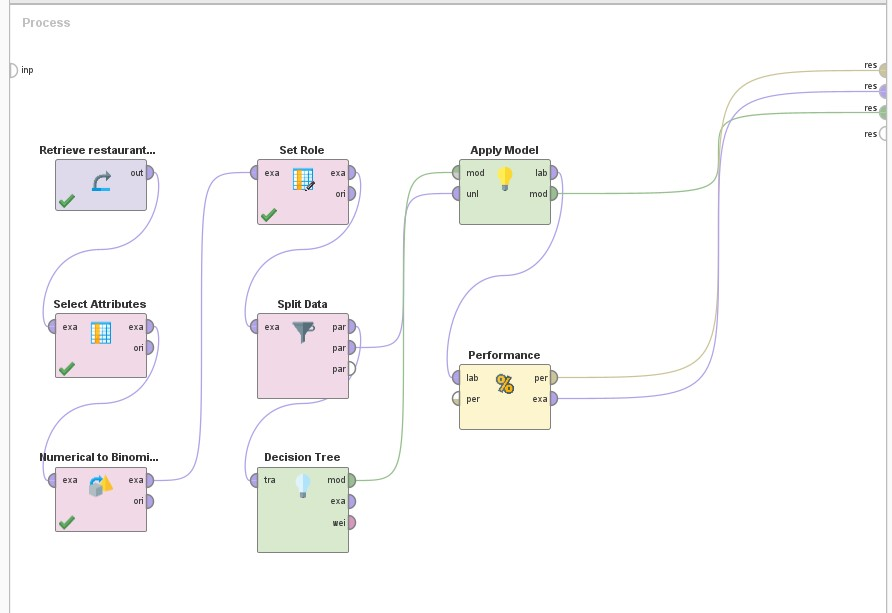 Process
inp
res
res
res
res
Retrieve restaurant...
out
Select Attributes
exa exa
ori
Numerical to Binomi...
exa exa
ori
Set Role
exa exa
ori
Split Data
exa par
par
par
Decision Tree
tra mod
exa
wei
Apply Model
mod lab
unl mod
Performance
%
lab per
per exa